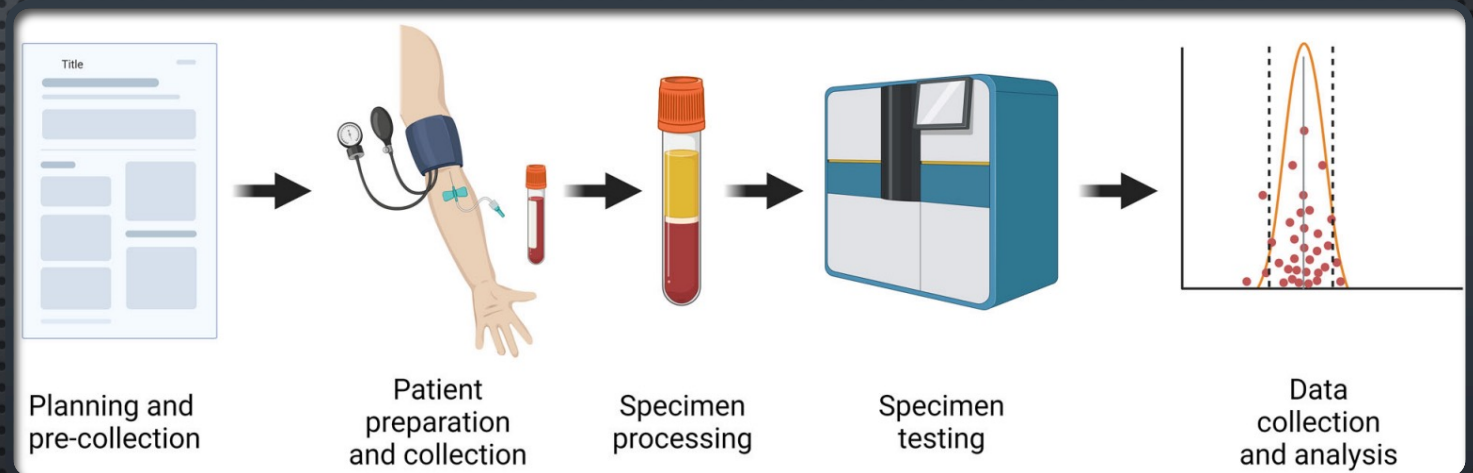 Title
Planning and
pre-collection
Patient
preparation
and collection
Specimen
processing
Specimen
testing
Data
collection
and analysis